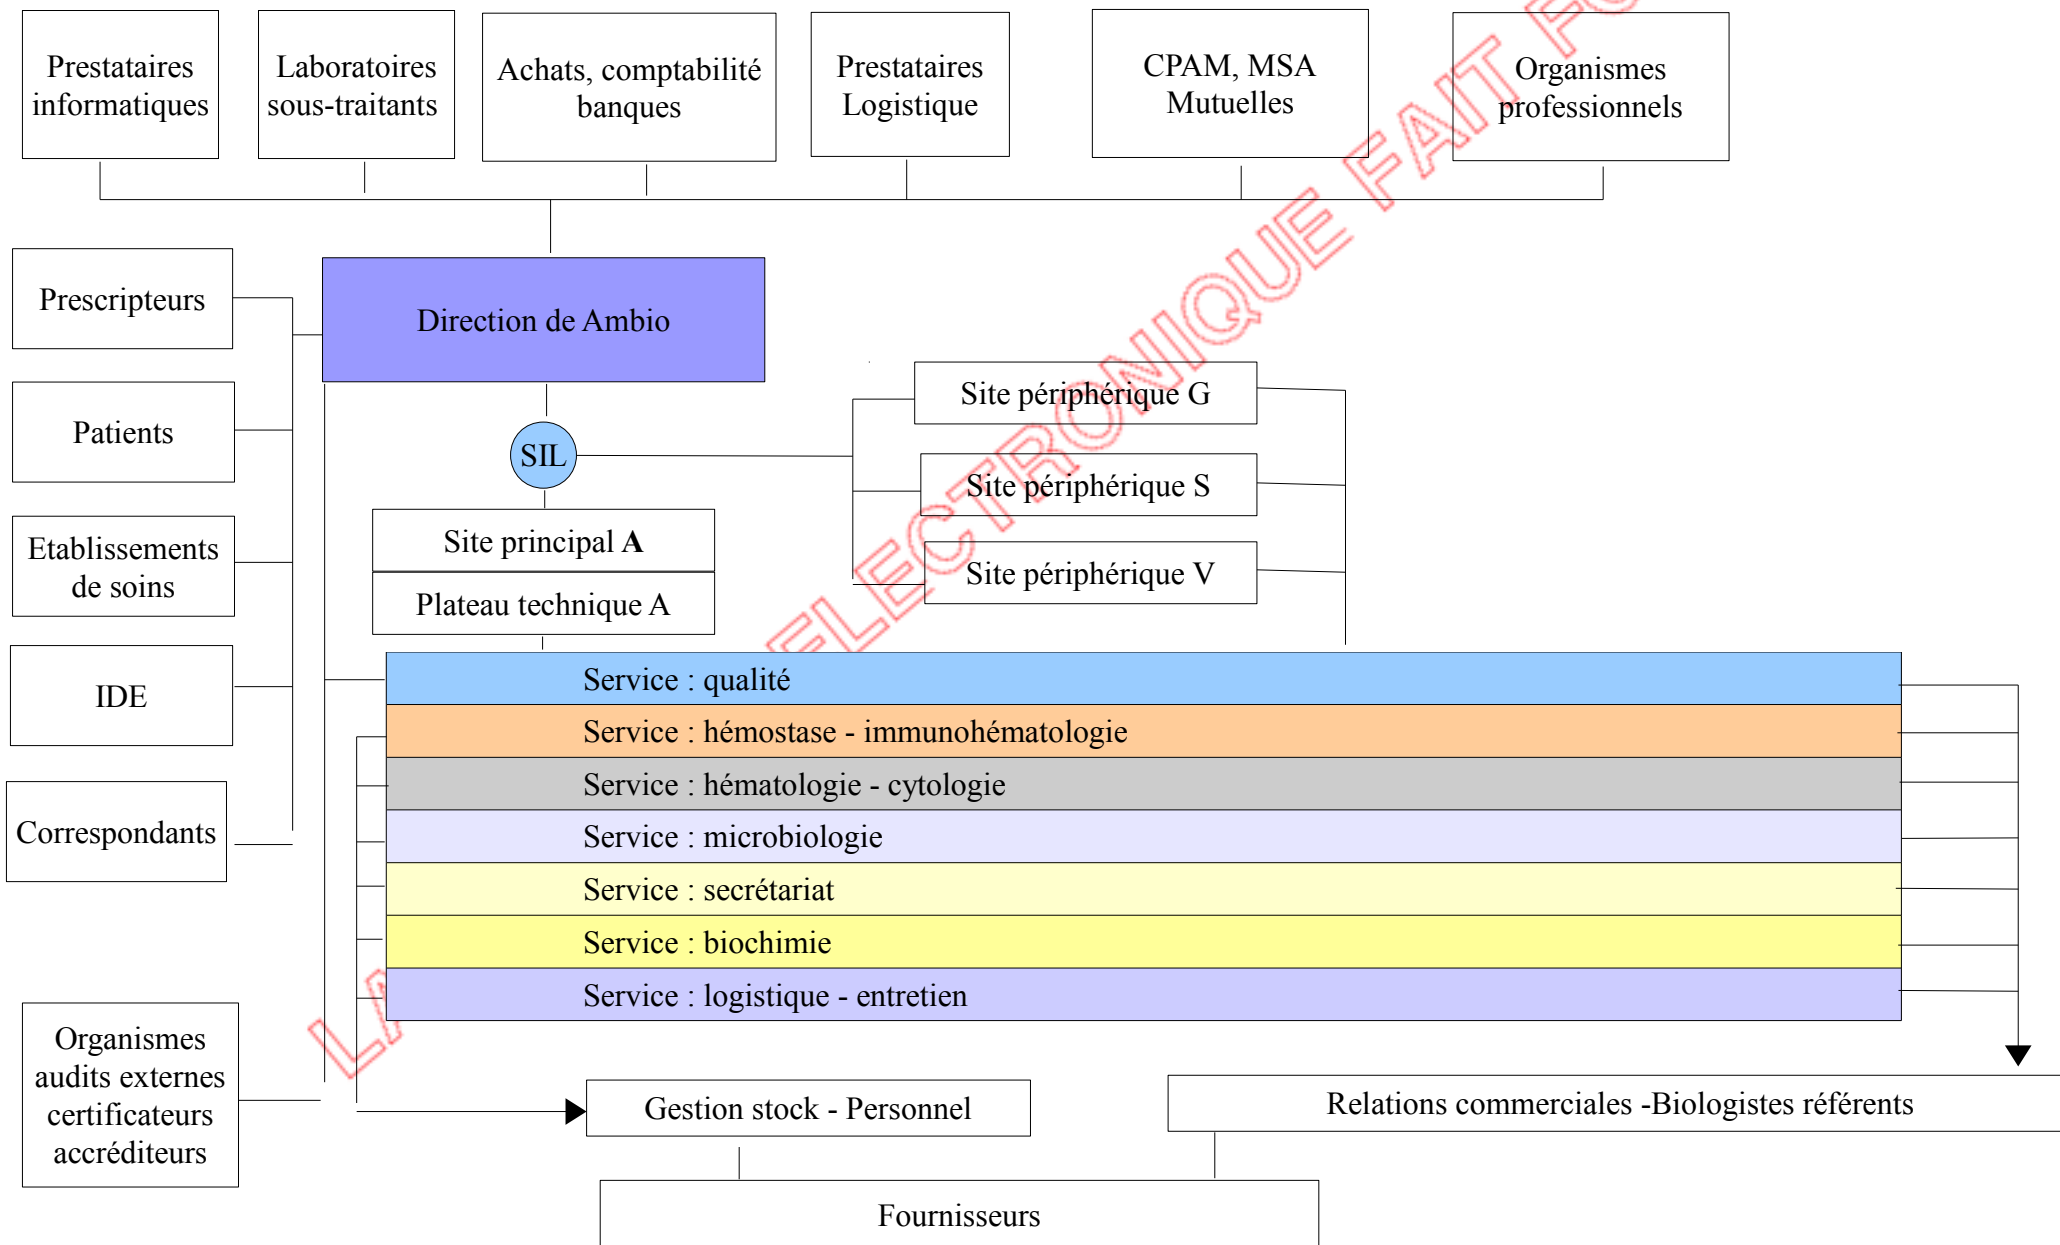 Prestataires
informatiques
Laboratoires
sous-traitants
Achats, comptabilité
banques
Prestataires
Logistique
CPAM, MSA
Mutuelles
Organismes
professionnels
Prescripteurs
Direction de Ambio
Patients
SIL
Site périphérique G
Site périphérique S
Site périphérique V
Etablissements
de soins
Site principal A
Plateau technique A
IDE
Correspondants
Service : qualité
Service : hémostase - immunohématologie
Service : hématologie - cytologie
Service : microbiologie
Service : secrétariat
Service : biochimie
Service : logistique - entretien
Organismes
audits externes
certificateurs
accréditeurs
Gestion stock - Personnel
Relations commerciales -Biologistes référents
Fournisseurs
ELECTRONIQUE FAIT